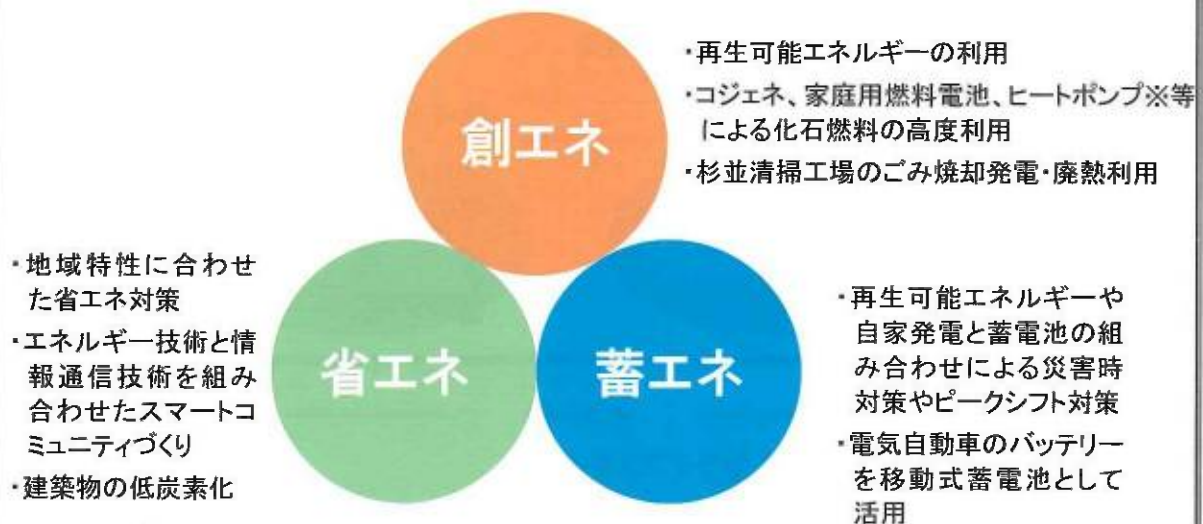 創エネ
・再生可能エネルギーの利用
・コジェネ、家庭用燃料電池、ヒートポンプ※等
による化石燃料の高度利用
・杉並清掃工場のごみ焼却発電・廃熱利用
省エネ
・地域特性に合わせ
た省エネ対策
・エネルギー技術と情
報通信技術を組み
合わせたスマートコ
ミュニティづくり
・建築物の低炭素化
蓄エネ
・再生可能エネルギーや
自家発電と蓄電池の組
み合わせによる災害時
対策やピークシフト対策
・電気自動車のバッテリー
を移動式蓄電池として
活用